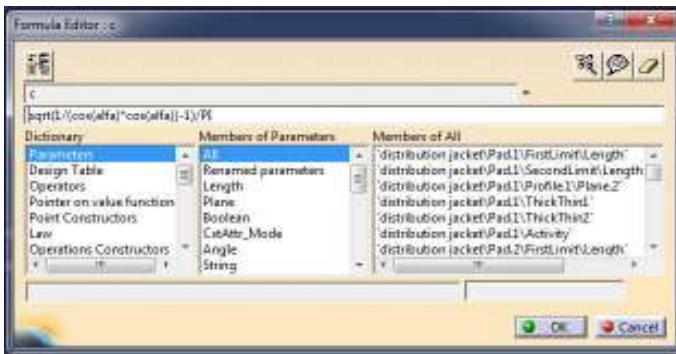 Formula Editor : c
c
=
sqrt(1/(cos(alfa)*cos(alfa))-1)/PI
Dictionary
Members of Parameters
Members of All
Parameters
Design Table
Operators
Pointer on value function
Point Constructors
Law
Operations Constructors
All
Renamed parameters
Length
Plane
Boolean
CstAttr_Mode
Angle
String
`distribution jacket\Pad.1\FirstLimit\Length`
`distribution jacket\Pad.1\SecondLimit\Length
`distribution jacket\Pad.1\Profile.1\Plane.2`
`distribution jacket\Pad.1\ThickThin1`
`distribution jacket\Pad.1\ThickThin2`
`distribution jacket\Pad.1\Activity`
`distribution jacket\Pad.2\FirstLimit\Length`
OK
Cancel